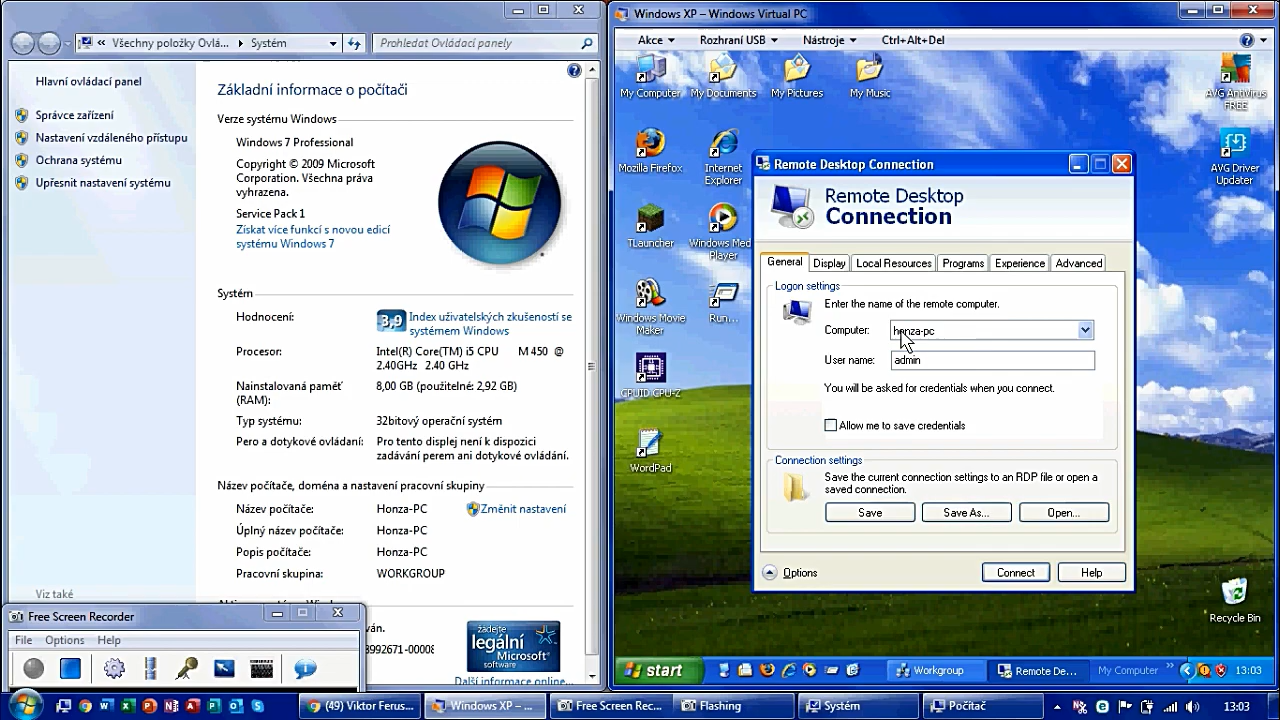 Všechny položky Ovlá...
Systém
Prohledat Ovládací panely
Hlavní ovládací panel
Správce zařízení
Nastavení vzdáleného přístupu
Ochrana systému
Upřesnit nastavení systému
Viz také
Základní informace o počítači
Verze systému Windows
Windows 7 Professional
Copyright © 2009 Microsoft
Corporation. Všechna práva
vyhrazena.
Service Pack 1
Získat více funkcí s novou edicí
systému Windows 7
Systém
Hodnocení:
3,9
Index uživatelských zkušeností se
systémem Windows
Procesor:
Intel(R) Core(TM) i5 CPU M 450 @
2.40GHz 2.40 GHz
Nainstalovaná paměť
(RAM):
8,00 GB (použitelné: 2,92 GB)
Typ systému:
32bitový operační systém
Pero a dotykové ovládání:
Pro tento displej není k dispozici
zadávání perem ani dotykové ovládání.
Název počítače, doména a nastavení pracovní skupiny
Název počítače:
Honza-PC
Změnit nastavení
Úplný název počítače:
Honza-PC
Popis počítače:
Honza-PC
Pracovní skupina:
WORKGROUP
žádejte
legální
Microsoft
software
Další informace online...
Free Screen Recorder
File
Options
Help
Windows XP – Windows Virtual PC
Akce
Rozhraní USB
Nástroje
Ctrl+Alt+Del
My Computer
My Documents
My Pictures
My Music
AVG AntiVirus
FREE
Mozilla Firefox
Internet
Explorer
AVG Driver
Updater
TLauncher
Windows Med
Player
Windows Movie
Maker
Run...
CPUID CPU-Z
WordPad
Recycle Bin
Remote Desktop Connection
Remote Desktop
Connection
General
Display
Local Resources
Programs
Experience
Advanced
Logon settings
Enter the name of the remote computer.
Computer:
honza-pc
User name:
admin
You will be asked for credentials when you connect.
Allow me to save credentials
Connection settings
Save the current connection settings to an RDP file or open a
saved connection.
Save
Save As...
Open...
Options
Connect
Help
start
Workgroup
Remote De...
My Computer
13:03
(49) Viktor Ferus...
Windows XP – ...
Free Screen Rec...
Flashing
Systém
Počítač
13:03